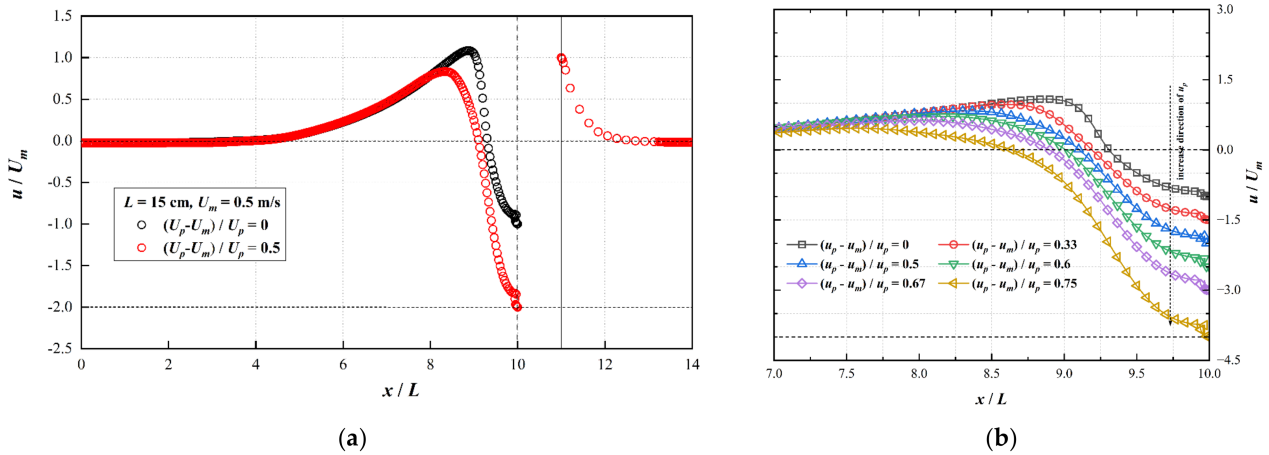 1.0
0.5
0.0
-0.5
-1.0
-1.5
-2.0
-2.5
u / Um
L = 15 cm, Um = 0.5 m/s
(Up-Um) / Up = 0
(Up-Um) / Up = 0.5
0 2 4 6 8 10 12 14
x / L
(a)
3.0
1.5
0.0
−1.5
−3.0
−4.5
u / Um
increase direction of up
(up - um) / up = 0 (up - um) / up = 0.33
(up - um) / up = 0.5 (up - um) / up = 0.6
(up - um) / up = 0.67 (up - um) / up = 0.75
7.0 7.5 8.0 8.5 9.0 9.5 10.0
x / L
(b)